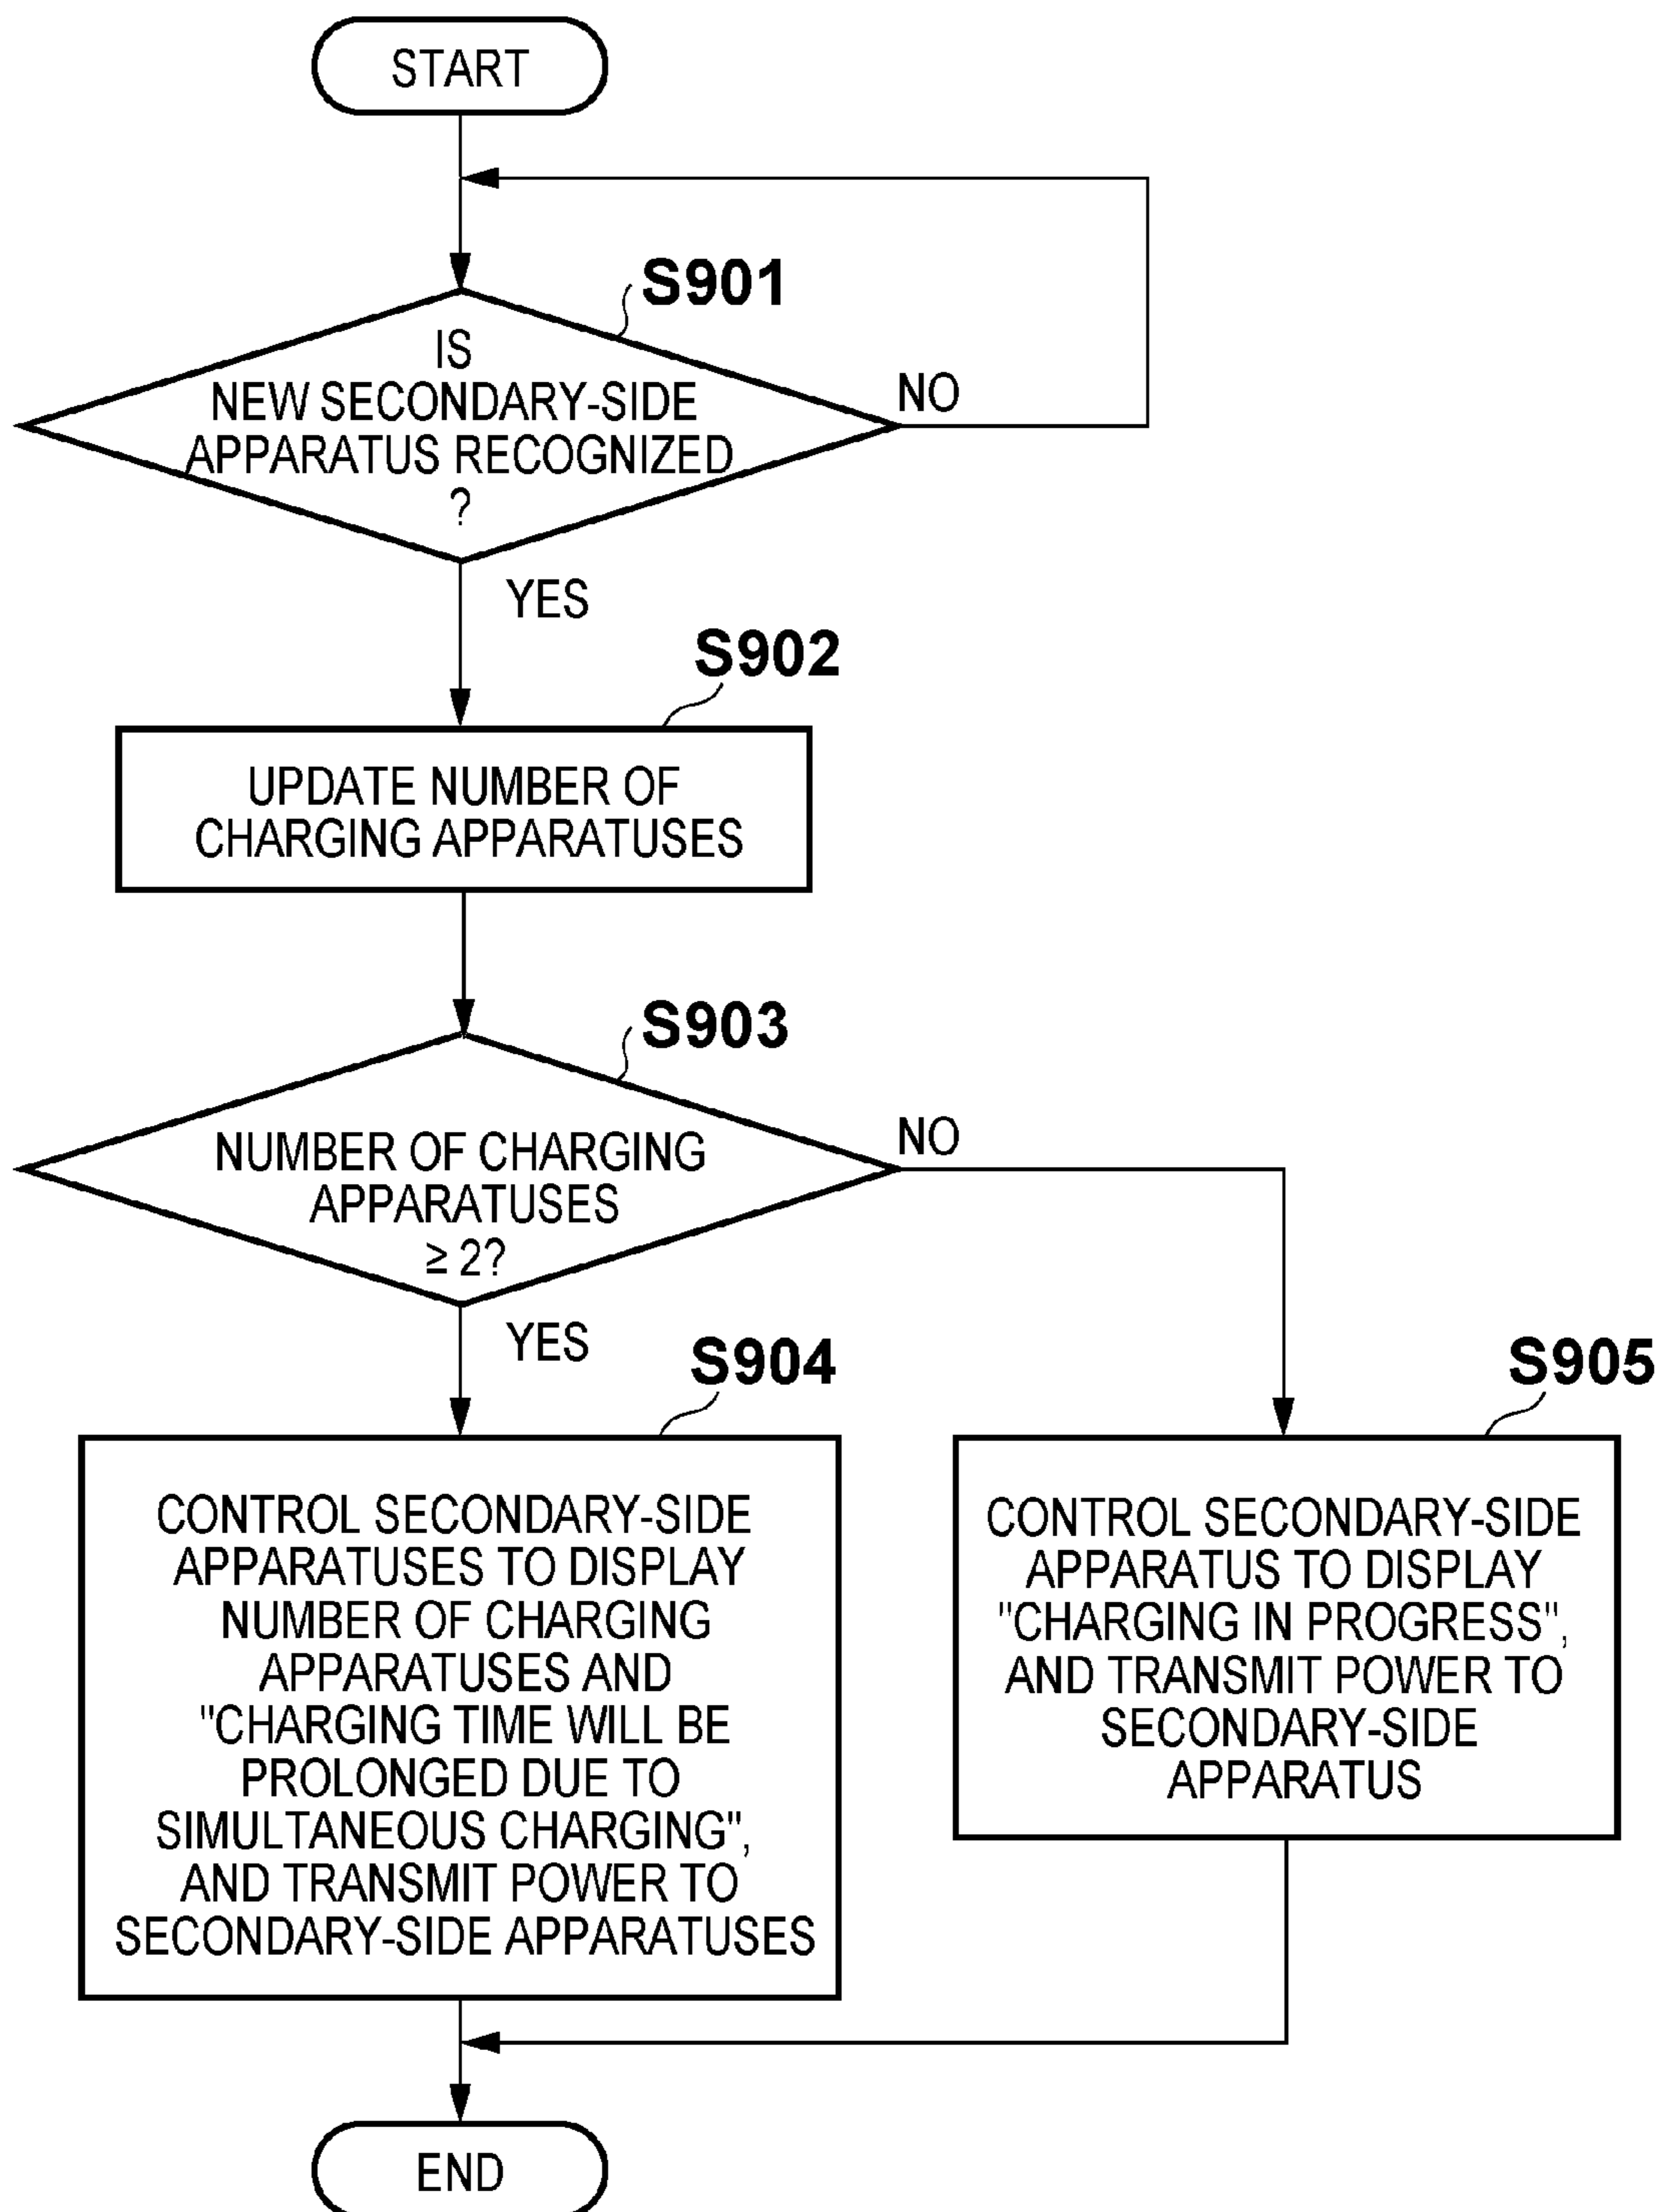 START
S901
IS
NEW SECONDARY-SIDE
APPARATUS RECOGNIZED
?
NO
YES
S902
UPDATE NUMBER OF
CHARGING APPARATUSES
S903
NUMBER OF CHARGING
APPARATUSES
≥ 2?
NO
YES
S904
CONTROL SECONDARY-SIDE
APPARATUSES TO DISPLAY
NUMBER OF CHARGING
APPARATUSES AND
"CHARGING TIME WILL BE
PROLONGED DUE TO
SIMULTANEOUS CHARGING",
AND TRANSMIT POWER TO
SECONDARY-SIDE APPARATUSES
S905
CONTROL SECONDARY-SIDE
APPARATUS TO DISPLAY
"CHARGING IN PROGRESS",
AND TRANSMIT POWER TO
SECONDARY-SIDE
APPARATUS
END